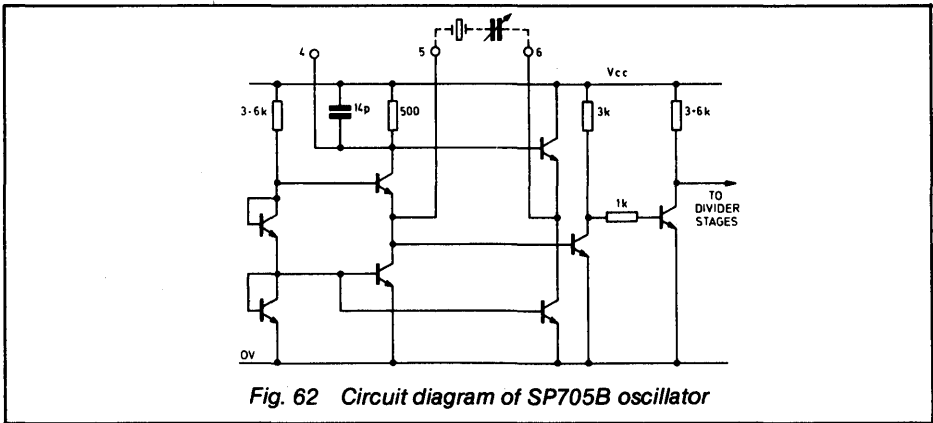 4
5
6
Vcc
3·6k
14p
500
3k
3·6k
1k
TO
DIVIDER
STAGES
0V
Fig. 62 Circuit diagram of SP705B oscillator